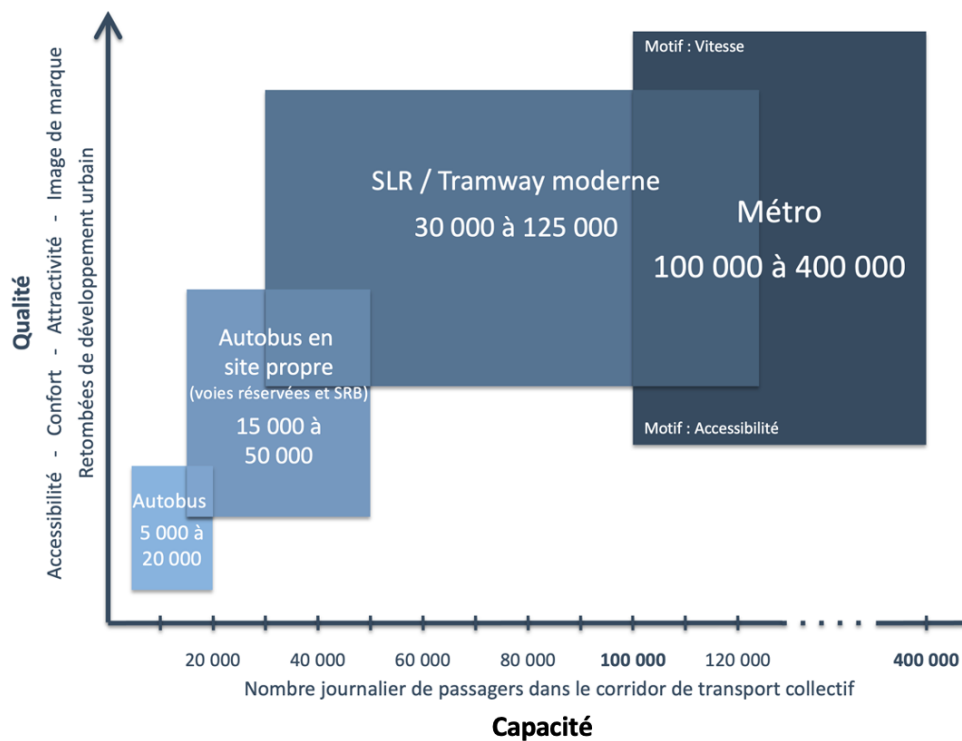 Motif : Vitesse
SLR / Tramway moderne
30 000 à 125 000
Métro
100 000 à 400 000
Autobus en
site propre
(voies réservées et SRB)
15 000 à
50 000
Motif : Accessibilité
Autobus
5 000 à
20 000
Qualité
Accessibilité - Confort - Attractivité - Image de marque
Retombées de développement urbain
20 000 40 000 60 000 80 000 100 000 120 000 400 000
Nombre journalier de passagers dans le corridor de transport collectif
Capacité